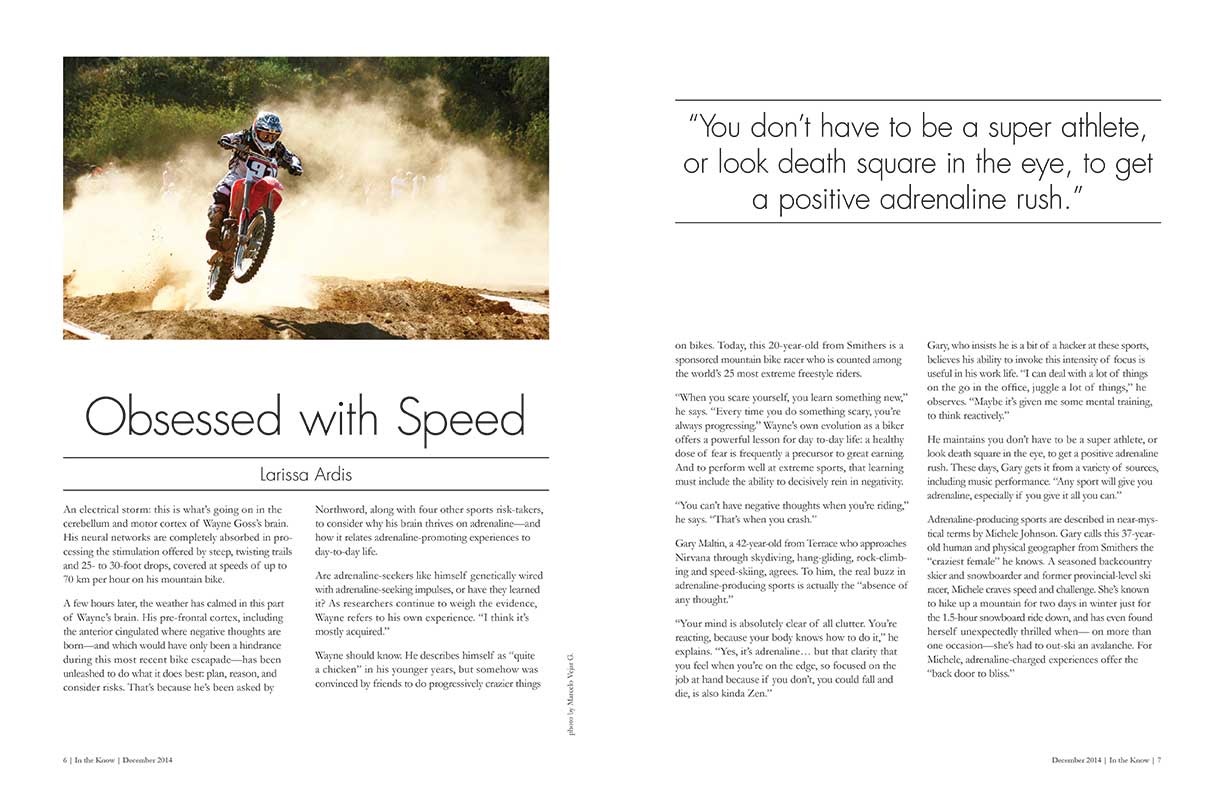 9
Obsessed with Speed
Larissa Ardis
An electrical storm: this is what's going on in the
cerebellum and motor cortex of Wayne Goss's brain.
His neural networks are completely absorbed in pro-
cessing the stimulation offered by steep, twisting trails
and 25- to 30-foot drops, covered at speeds of up to
70 km per hour on his mountain bike.
A few hours later, the weather has calmed in this part
of Wayne's brain. His pre-frontal cortex, including
the anterior cingulated where negative thoughts are
born—and which would have only been a hindrance
during this most recent bike escapade—has been
unleashed to do what it does best: plan, reason, and
consider risks. That's because he's been asked by
Northword, along with four other sports risk-takers,
to consider why his brain thrives on adrenaline—and
how it relates adrenaline-promoting experiences to
day-to-day life.
Are adrenaline-seekers like himself genetically wired
with adrenaline-seeking impulses, or have they learned
it? As researchers continue to weigh the evidence,
Wayne refers to his own experience. "I think it's
mostly acquired."
Wayne should know. He describes himself as "quite
a chicken" in his younger years, but somehow was
convinced by friends to do progressively crazier things
photo by Marcelo Vejar G.
6 | In the Know | December 2014
"You don't have to be a super athlete,
or look death square in the eye, to get
a positive adrenaline rush."
on bikes. Today, this 20-year-old from Smithers is a
sponsored mountain bike racer who is counted among
the world's 25 most extreme freestyle riders.
"When you scare yourself, you learn something new,"
he says. "Every time you do something scary, you're
always progressing." Wayne's own evolution as a biker
offers a powerful lesson for day to-day life: a healthy
dose of fear is frequently a precursor to great earning.
And to perform well at extreme sports, that learning
must include the ability to decisively rein in negativity.
"You can't have negative thoughts when you're riding,"
he says. "That's when you crash."
Gary Maltin, a 42-year-old from Terrace who approaches
Nirvana through skydiving, hang-gliding, rock-climb-
ing and speed-skiing, agrees. To him, the real buzz in
adrenaline-producing sports is actually the "absence of
any thought."
"Your mind is absolutely clear of all clutter. You're
reacting, because your body knows how to do it," he
explains. "Yes, it's adrenaline… but that clarity that
you feel when you're on the edge, so focused on the
job at hand because if you don't, you could fall and
die, is also kinda Zen."
Gary, who insists he is a bit of a hacker at these sports,
believes his ability to invoke this intensity of focus is
useful in his work life. "I can deal with a lot of things
on the go in the office, juggle a lot of things," he
observes. "Maybe it's given me some mental training,
to think reactively."
He maintains you don't have to be a super athlete, or
look death square in the eye, to get a positive adrenaline
rush. These days, Gary gets it from a variety of sources,
including music performance. "Any sport will give you
adrenaline, especially if you give it all you can."
Adrenaline-producing sports are described in near-mys-
tical terms by Michele Johnson. Gary calls this 37-year-
old human and physical geographer from Smithers the
"craziest female" he knows. A seasoned backcountry
skier and snowboarder and former provincial-level ski
racer, Michele craves speed and challenge. She's known
to hike up a mountain for two days in winter just for
the 1.5-hour snowboard ride down, and has even found
herself unexpectedly thrilled when— on more than
one occasion—she's had to out-ski an avalanche. For
Michele, adrenaline-charged experiences offer the
"back door to bliss."
December 2014 | In the Know | 7